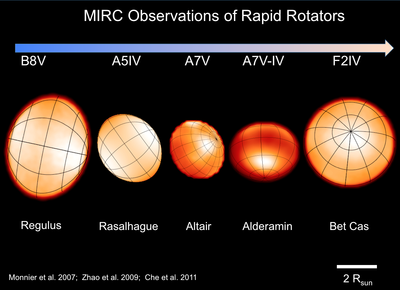 MIRC Observations of Rapid Rotators
B8V A5IV A7V A7V-IV F2IV
Regulus Rasalhague Altair Alderamin Bet Cas
2 Rsun
Monnier et al. 2007; Zhao et al. 2009; Che et al. 2011